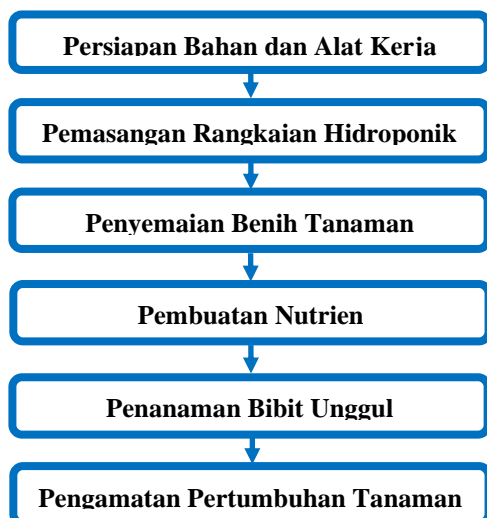 Persiapan Bahan dan Alat Kerja
Pemasangan Rangkaian Hidroponik
Penyemaian Benih Tanaman
Pembuatan Nutrien
Penanaman Bibit Unggul
Pengamatan Pertumbuhan Tanaman